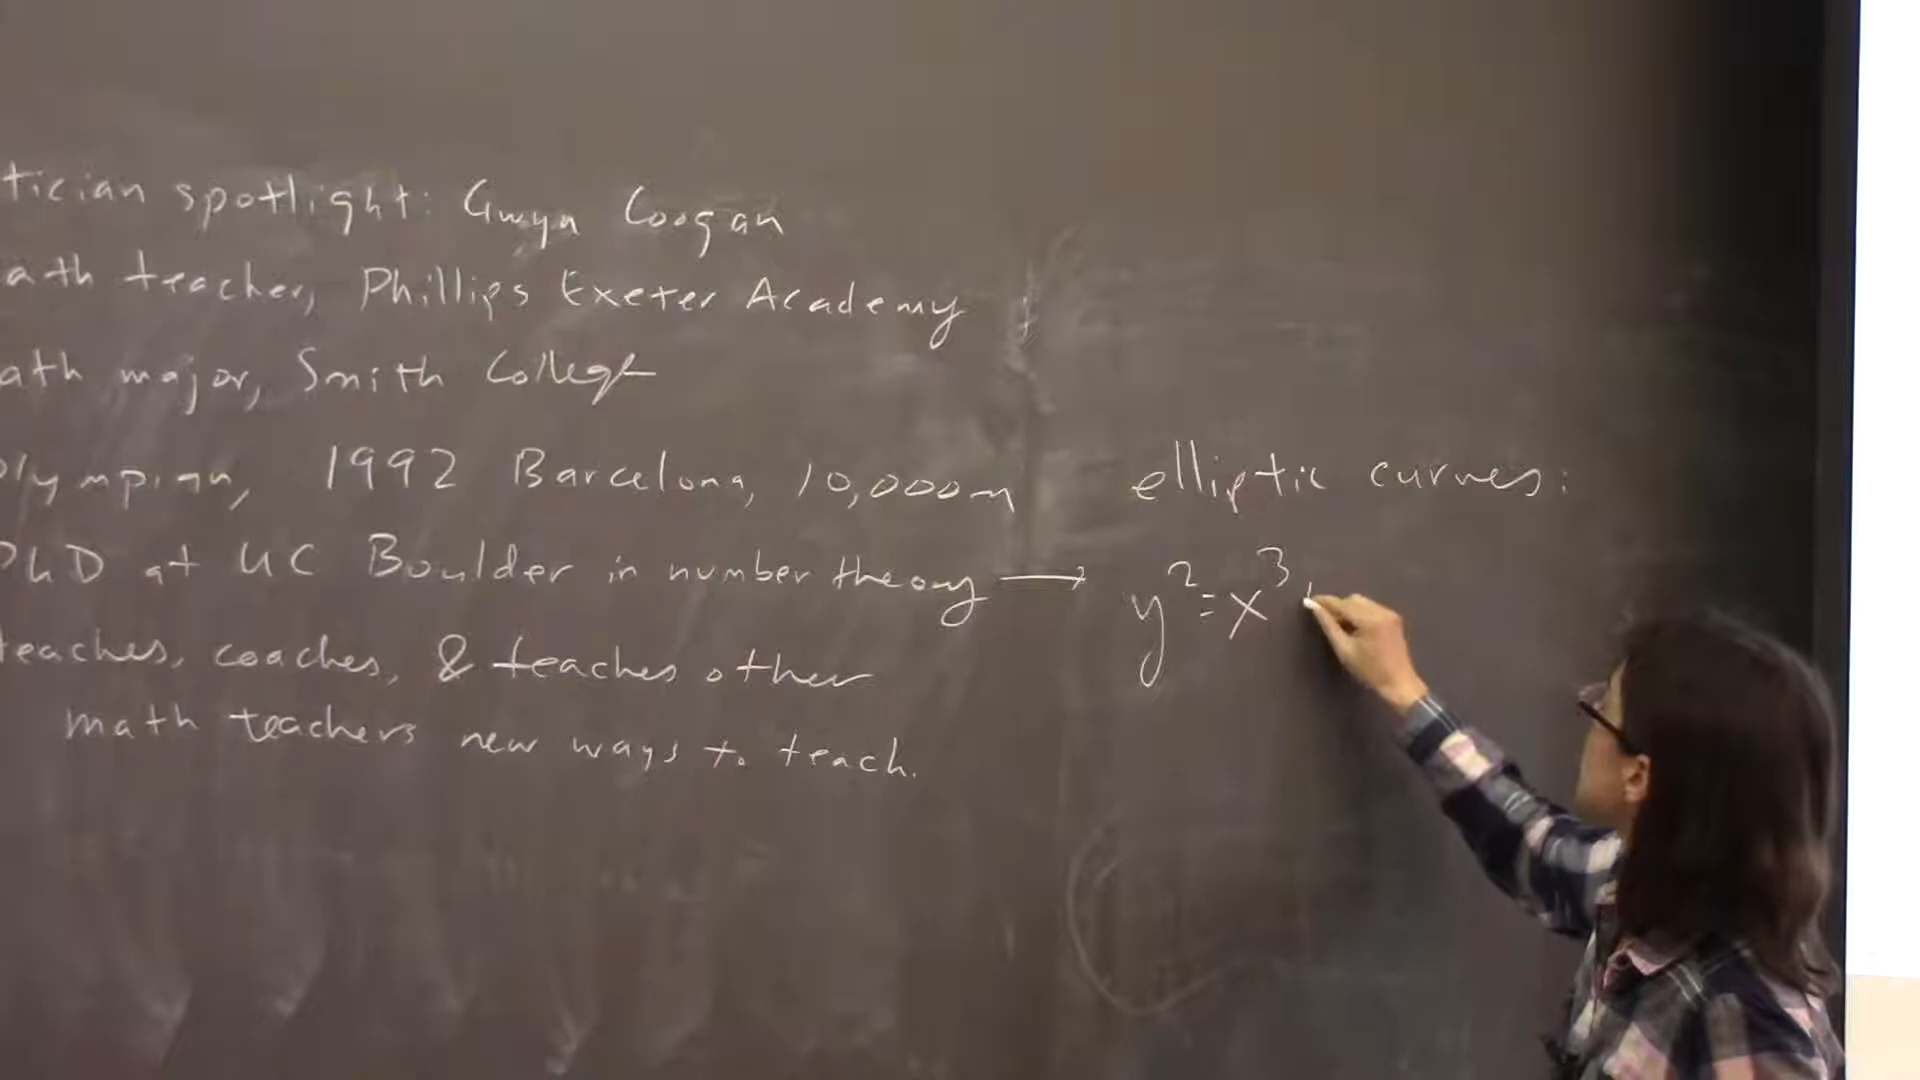 tician spotlight: Gwyn Coogan
ath teacher, Phillips Exeter Academy
ath major, Smith College
lympian, 1992 Barcelona, 10,000m
PhD at UC Boulder in number theory →
teaches, coaches, & teaches other
math teachers new ways to teach.
elliptic curves:
y²=x³